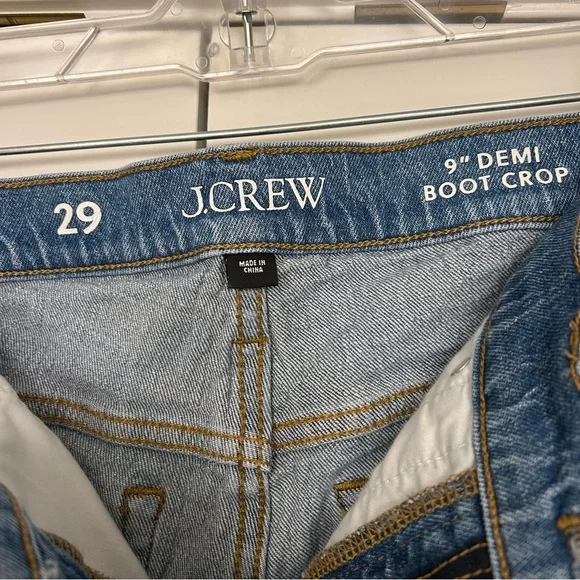 29
J.CREW
9" DEMI
BOOT CROP
MADE IN
CHINA